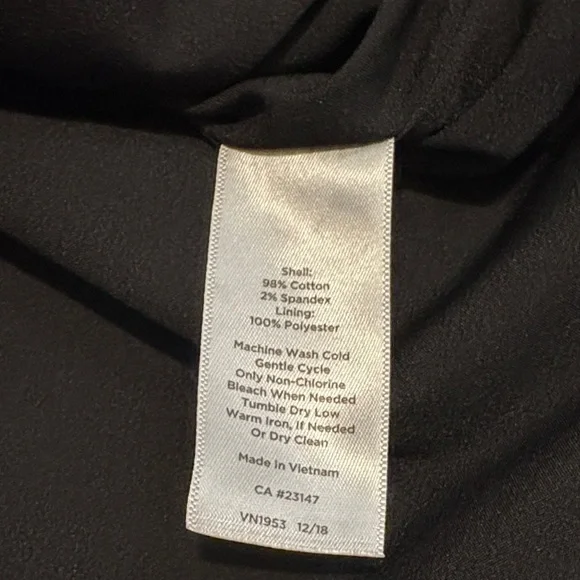 Shell:
98% Cotton
2% Spandex
Lining:
100% Polyester
Machine Wash Cold
Gentle Cycle
Only Non-Chlorine
Bleach When Needed
Tumble Dry Low
Warm Iron, If Needed
Or Dry Clean
Made in Vietnam
CA #23147
VN19S3 12/18